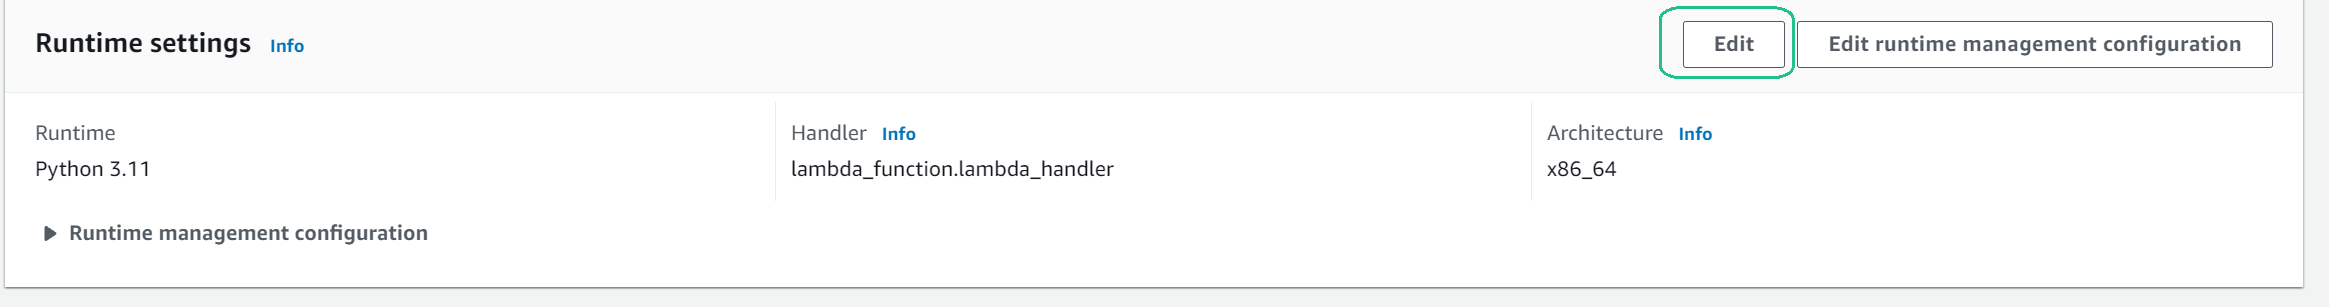 Runtime settings Info
Edit
Edit runtime management configuration
Runtime
Python 3.11
Handler Info
lambda_function.lambda_handler
Architecture Info
x86_64
Runtime management configuration